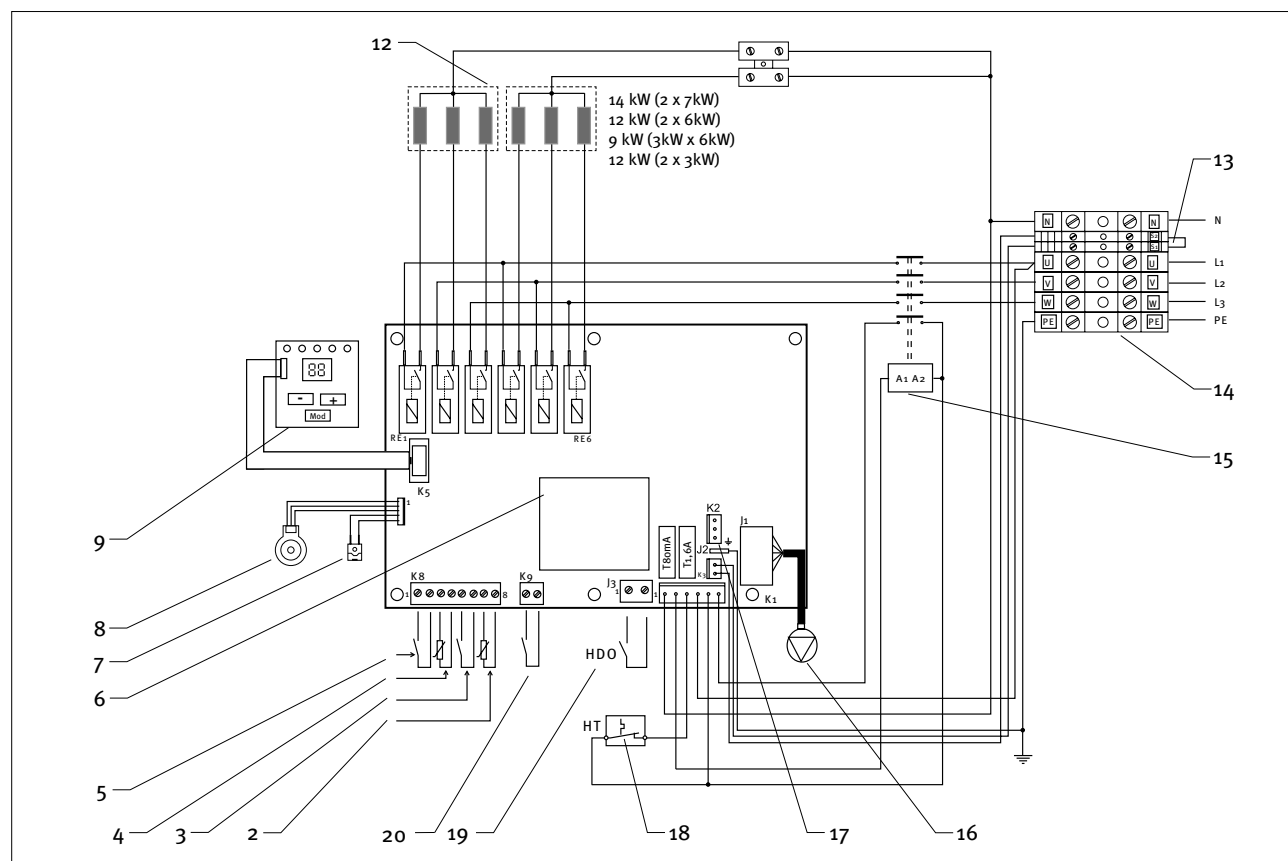 12
14 kW (2 x 7kW)
12 kW (2 x 6kW)
9 kW (3kW x 6kW)
12 kW (2 x 3kW)
13
N N N
S2
S1
U U L1
V V L2
W W L3
PE PE PE
14
A1 A2
15
88
- +
Mod
9
RE1 RE6
K5
1
8
7
6
T80mA
T1,6A
K2
J2
K3
J1
K1
1 K8 8
K9
J3
1 1
HDO
HT
5
4
3
2
20
19
18
17
16